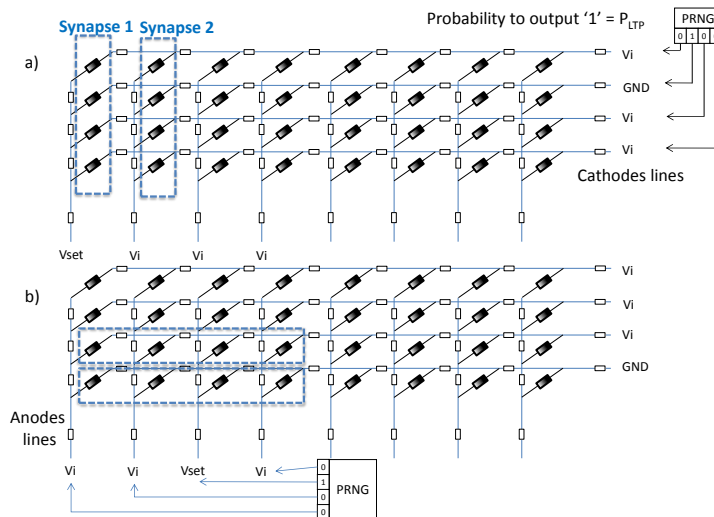 Synapse 1 Synapse 2
Probability to output ‘1’ = P_LTP
PRNG
0 1 0
a)
Vi
GND
Vi
Vi
Cathodes lines
Vset Vi Vi Vi
b)
Vi
Vi
Vi
GND
Anodes
lines
Vi Vi Vset Vi
0
1
0
0
PRNG